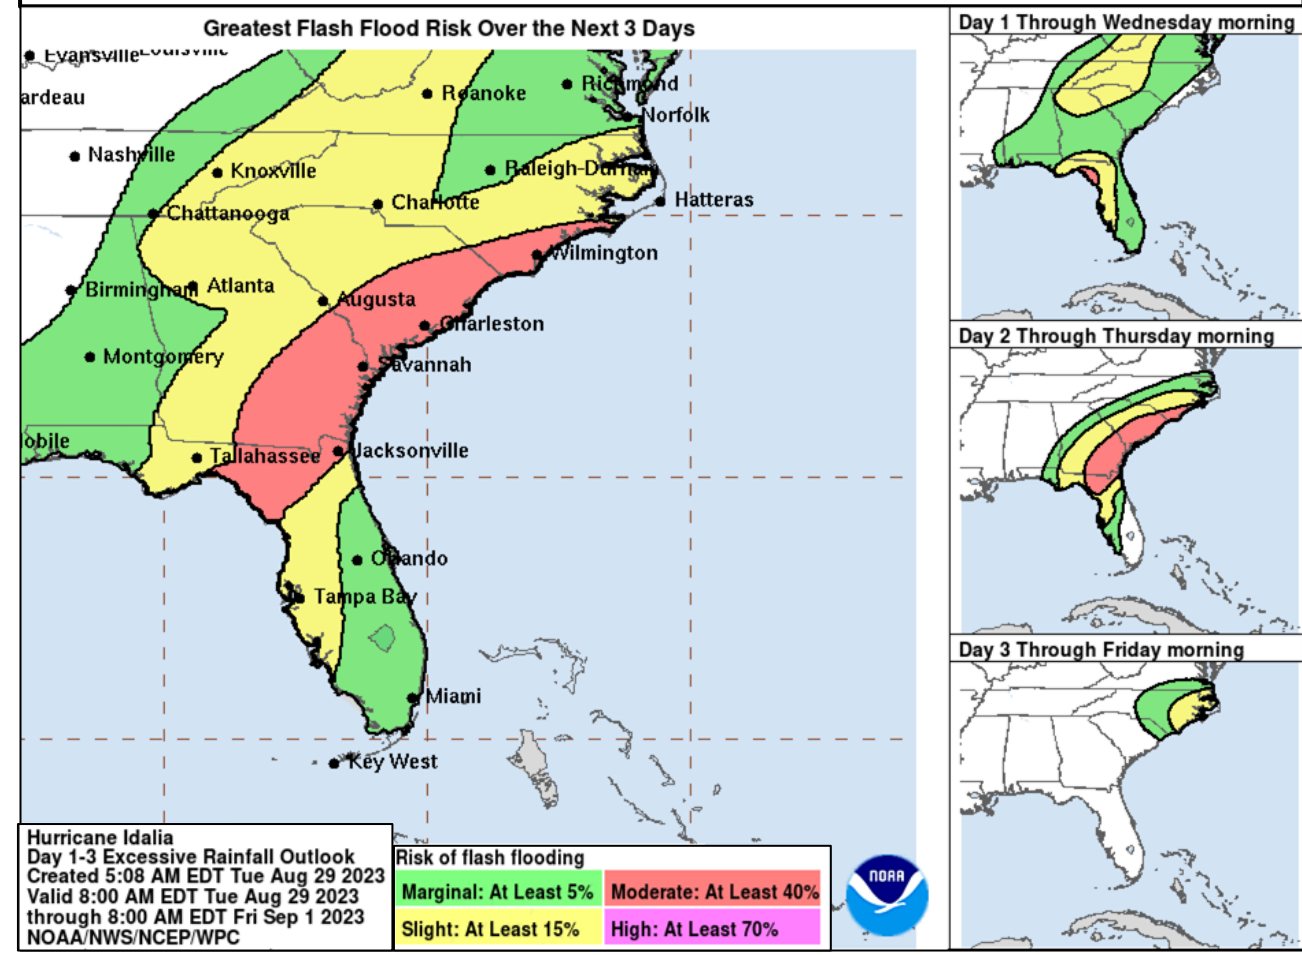 Greatest Flash Flood Risk Over the Next 3 Days
Evansville
Louisville
ardeau
Nashville
Knoxville
Chattanooga
Birmingham
Atlanta
Montgomery
obile
Roanoke
Richmond
Norfolk
Raleigh-Durham
Charlotte
Hatteras
Wilmington
Augusta
Charleston
Savannah
Tallahassee
Jacksonville
Orlando
Tampa Bay
Miami
Key West
Hurricane Idalia
Day 1-3 Excessive Rainfall Outlook
Created 5:08 AM EDT Tue Aug 29 2023
Valid 8:00 AM EDT Tue Aug 29 2023
through 8:00 AM EDT Fri Sep 1 2023
NOAA/NWS/NCEP/WPC
Risk of flash flooding
Marginal: At Least 5%
Moderate: At Least 40%
Slight: At Least 15%
High: At Least 70%
NOAA
Day 1 Through Wednesday morning
Day 2 Through Thursday morning
Day 3 Through Friday morning